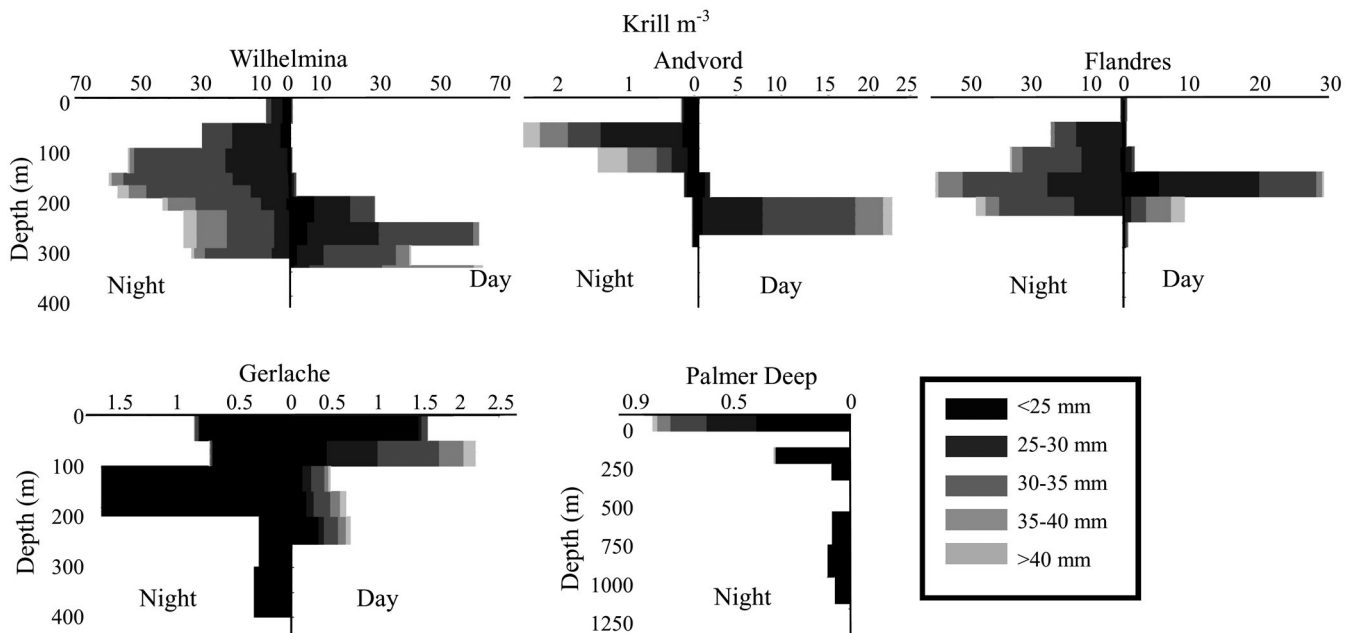 Krill m-3
Wilhelmina
Andvord
Flandres
70 50 30 10 0 10 30 50 70
2 1 0 5 10 15 20 25
50 30 10 0 10 20 30
0
100
200
300
400
Depth (m)
Night
Day
Night
Day
Night
Day
Gerlache
1.5 1 0.5 0 0.5 1 1.5 2 2.5
0
100
200
300
400
Depth (m)
Night
Day
Palmer Deep
0.9 0.5 0
0
250
500
750
1000
1250
Depth (m)
Night
<25 mm
25-30 mm
30-35 mm
35-40 mm
>40 mm